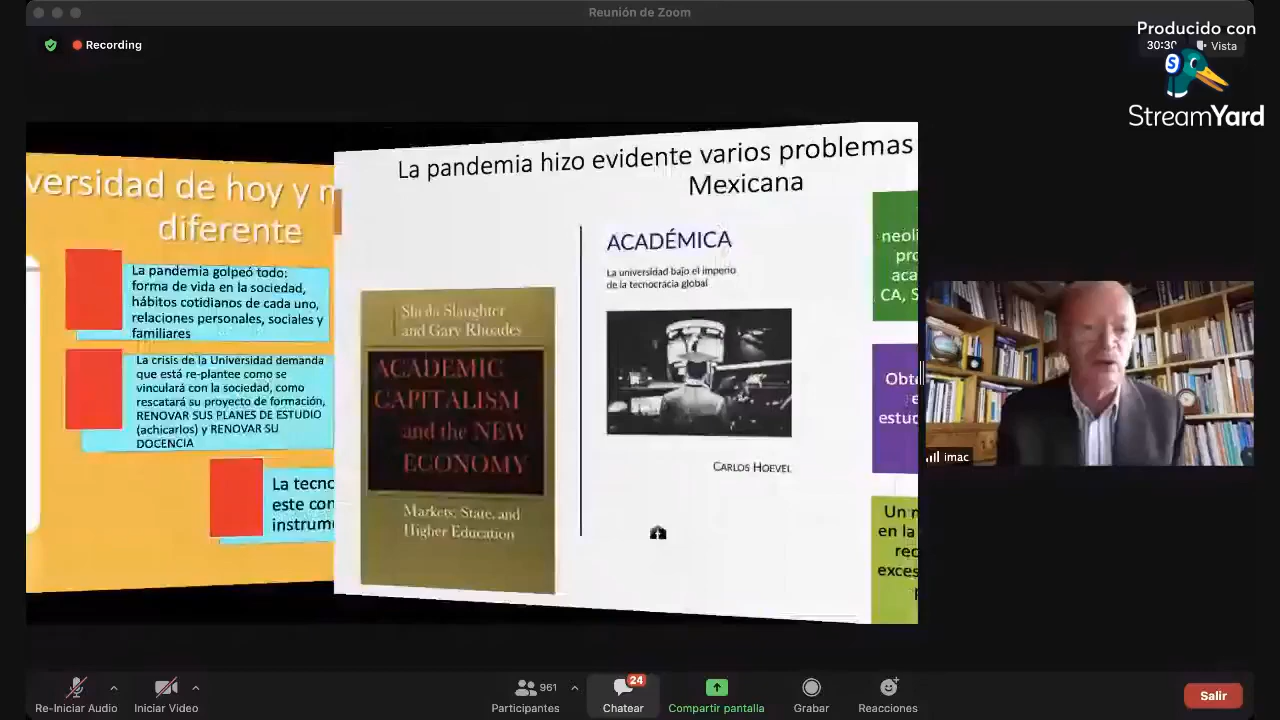 Reunión de Zoom
Recording
Producido con
30:30
Vista
StreamYard
versidad de hoy y
diferente
La pandemia golpeó todo:
forma de vida en la sociedad,
hábitos cotidianos de cada uno,
relaciones personales, sociales y
familiares
La crisis de la Universidad demanda
que está re-plantee como se
vinculará con la sociedad, como
rescatará su proyecto de formación,
RENOVAR SUS PLANES DE ESTUDIO
(achicarlos) y RENOVAR SU
DOCENCIA
La tecno
este con
instrum
La pandemia hizo evidente varios problemas
Mexicana
Sheila Slaughter
and Gary Rhoades
ACADEMIC
CAPITALISM
and the NEW
ECONOMY
Markets, State, and
Higher Education
ACADÉMICA
La universidad bajo el imperio
de la tecnocracia global
CARLOS HOEVEL
neoli
pro
aca
CA, S
Obte
e
estu
Un
en la
rec
exces
imac
Re-Iniciar Audio
Iniciar Video
961
Participantes
24
Chatear
Compartir pantalla
Grabar
Reacciones
Salir